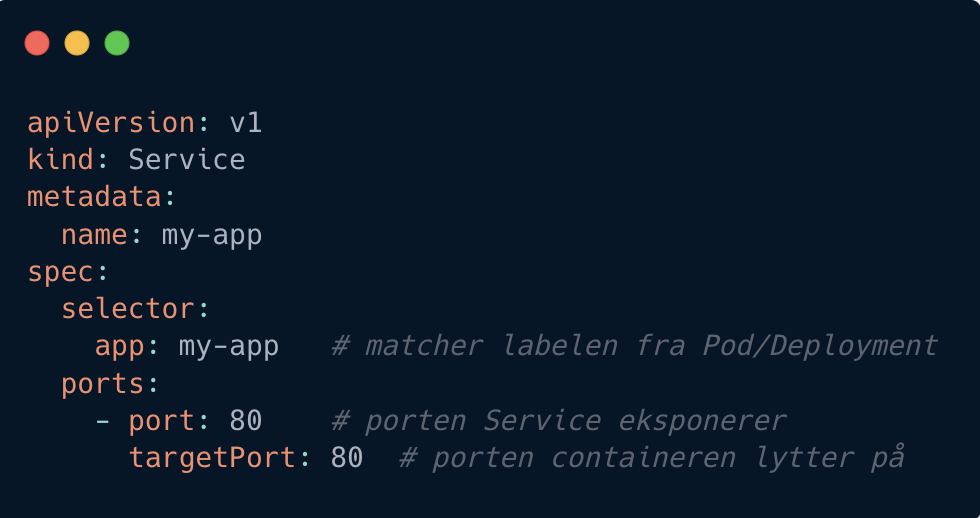 apiVersion: v1
kind: Service
metadata:
  name: my-app
spec:
  selector:
    app: my-app   # matcher labelen fra Pod/Deployment
  ports:
    - port: 80    # porten Service eksponerer
      targetPort: 80  # porten containeren lytter på